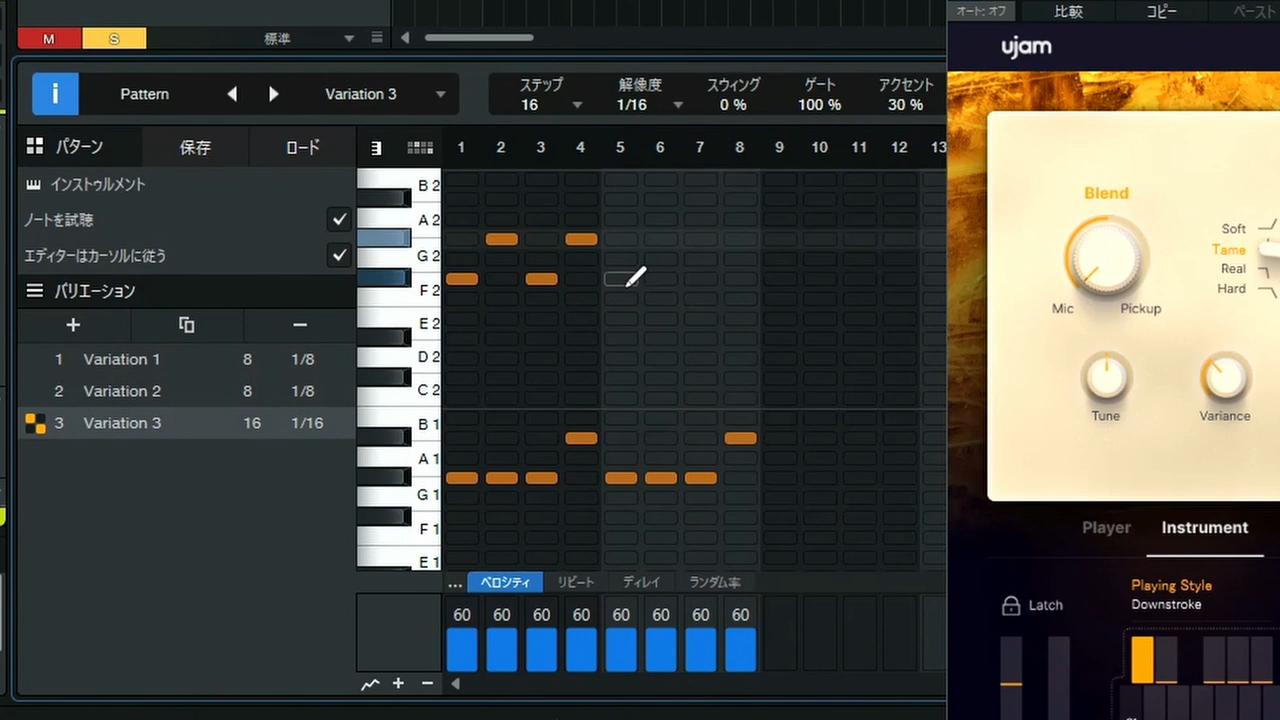 M S 標準
オート: オフ 比較 コピー ペースト
ujam
i Pattern Variation 3
ステップ 解像度 スウィング ゲート アクセント
16 1/16 0 % 100 % 30 %
パターン 保存 ロード
1 2 3 4 5 6 7 8 9 10 11 12 13
インストゥルメント
ノートを試聴
エディターはカーソルに従う
バリエーション
+ −
1 Variation 1 8 1/8
2 Variation 2 8 1/8
3 Variation 3 16 1/16
B 2
A 2
G 2
F 2
E 2
D 2
C 2
B 1
A 1
G 1
F 1
E 1
... ベロシティ リピート ディレイ ランダム率
60 60 60 60 60 60 60 60
+ −
Blend
Mic Pickup
Soft
Tame
Real
Hard
Tune Variance
Player Instrument
Latch
Playing Style
Downstroke